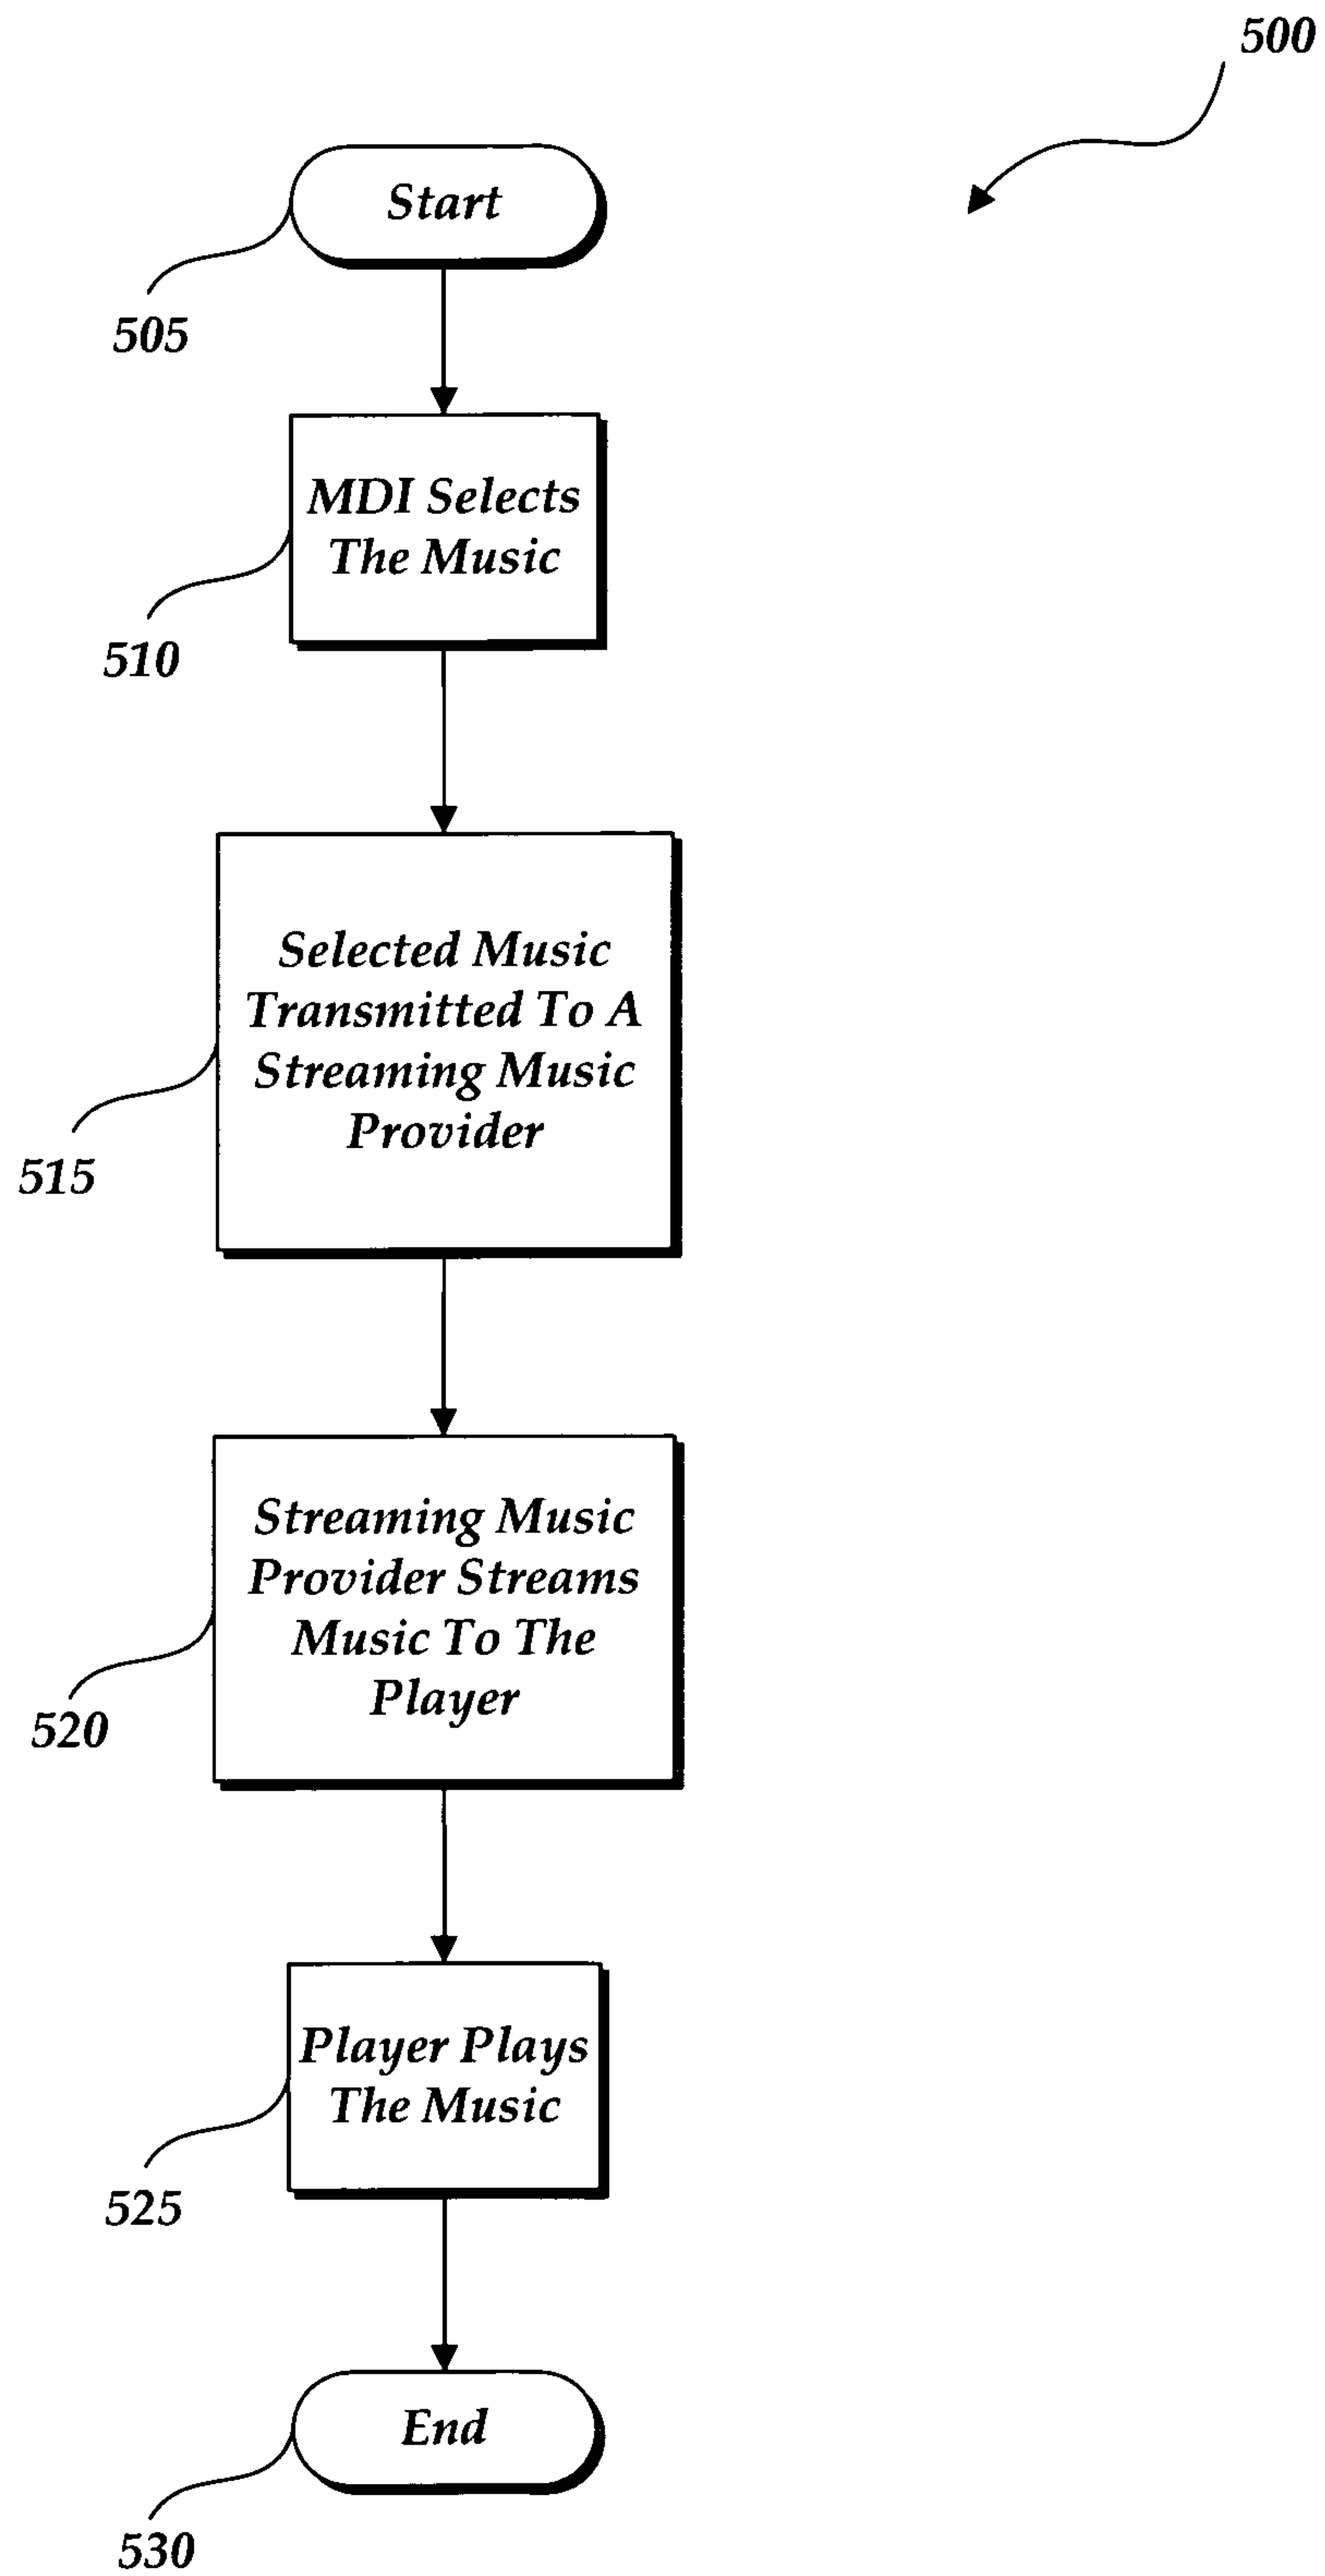 500
Start
505
MDI Selects
The Music
510
Selected Music
Transmitted To A
Streaming Music
Provider
515
Streaming Music
Provider Streams
Music To The
Player
520
Player Plays
The Music
525
End
530